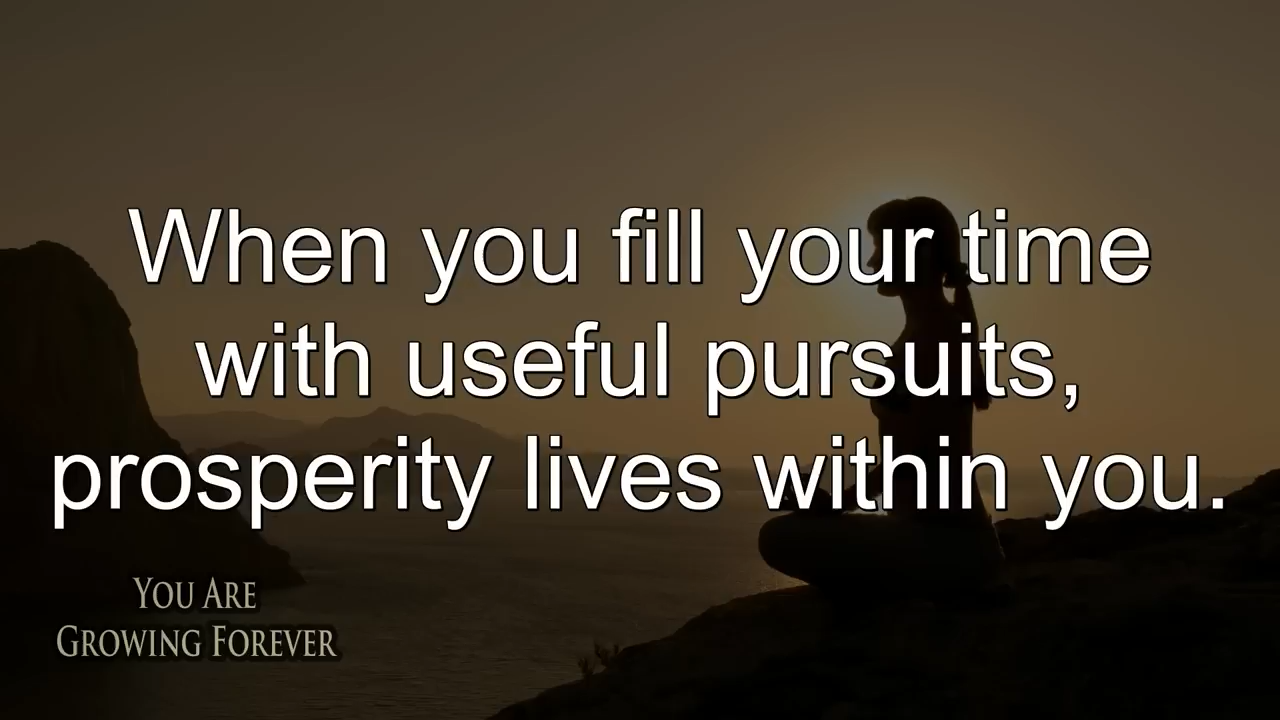 When you fill your time
with useful pursuits,
prosperity lives within you.
You Are
Growing Forever